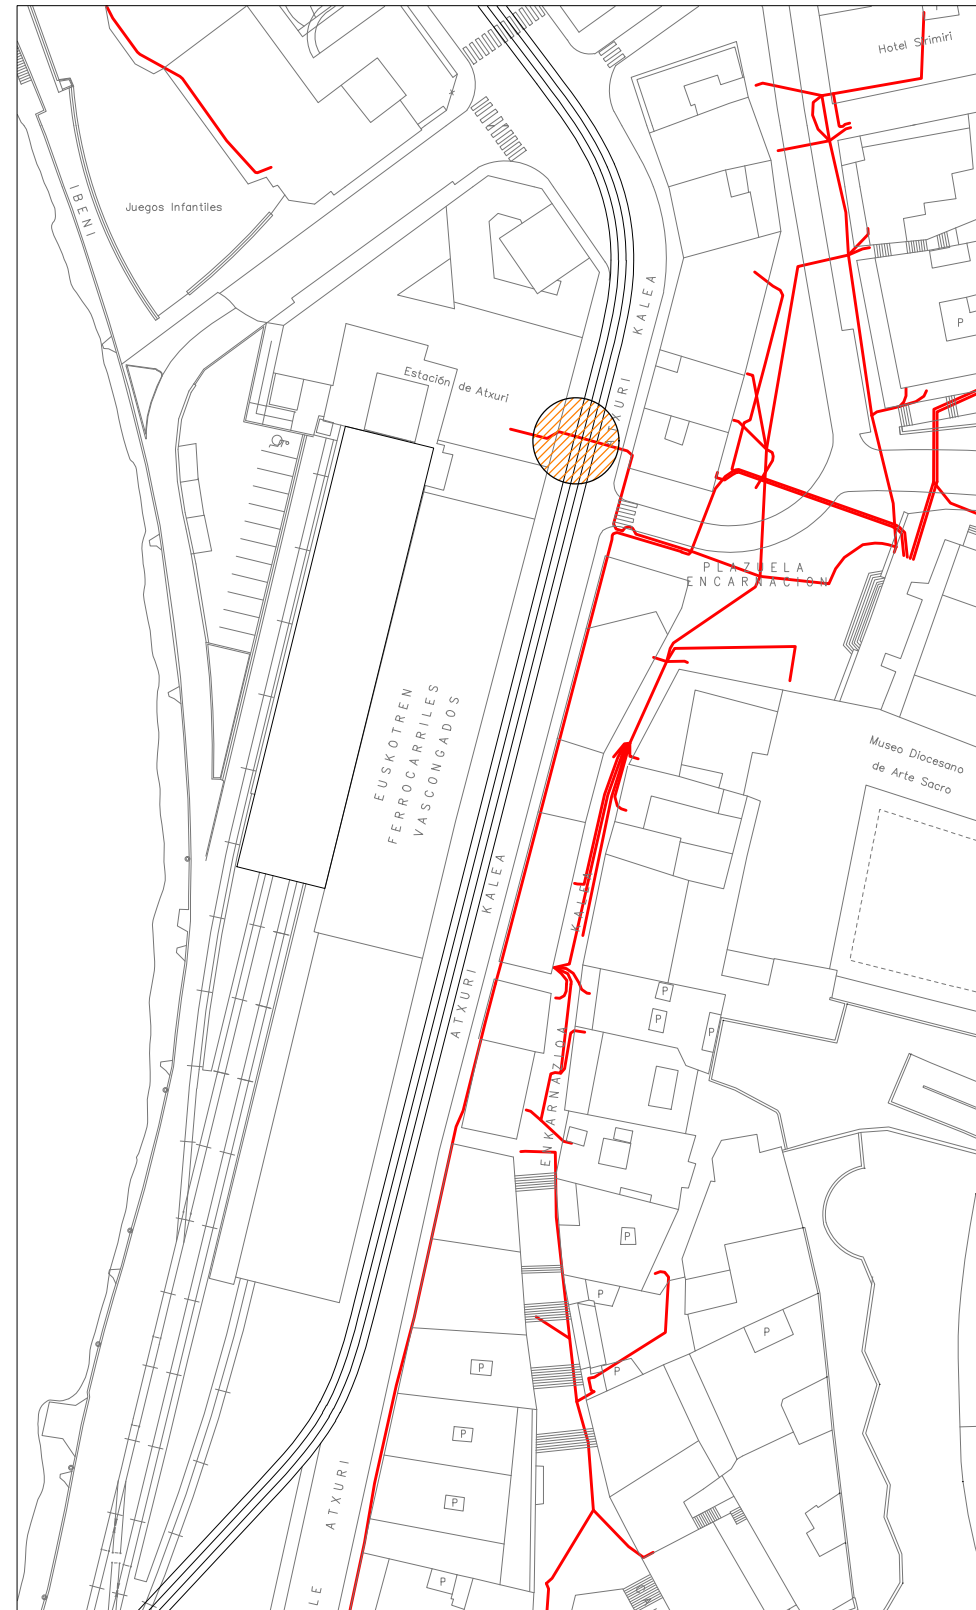 Hotel Sirimiri
IBENI
Juegos Infantiles
ATXURI KALEA
P
Estación de Atxuri
PLAZUELA
ENCARNACION
EUSKOTREN
FERROCARRILES
VASCONGADOS
Museo Diocesano
de Arte Sacro
ATXURI KALEA
ENKARNAZIOA KALEA
P
P
P
P
P
P
P
P
P
P
ATXURI
P
LE
CA